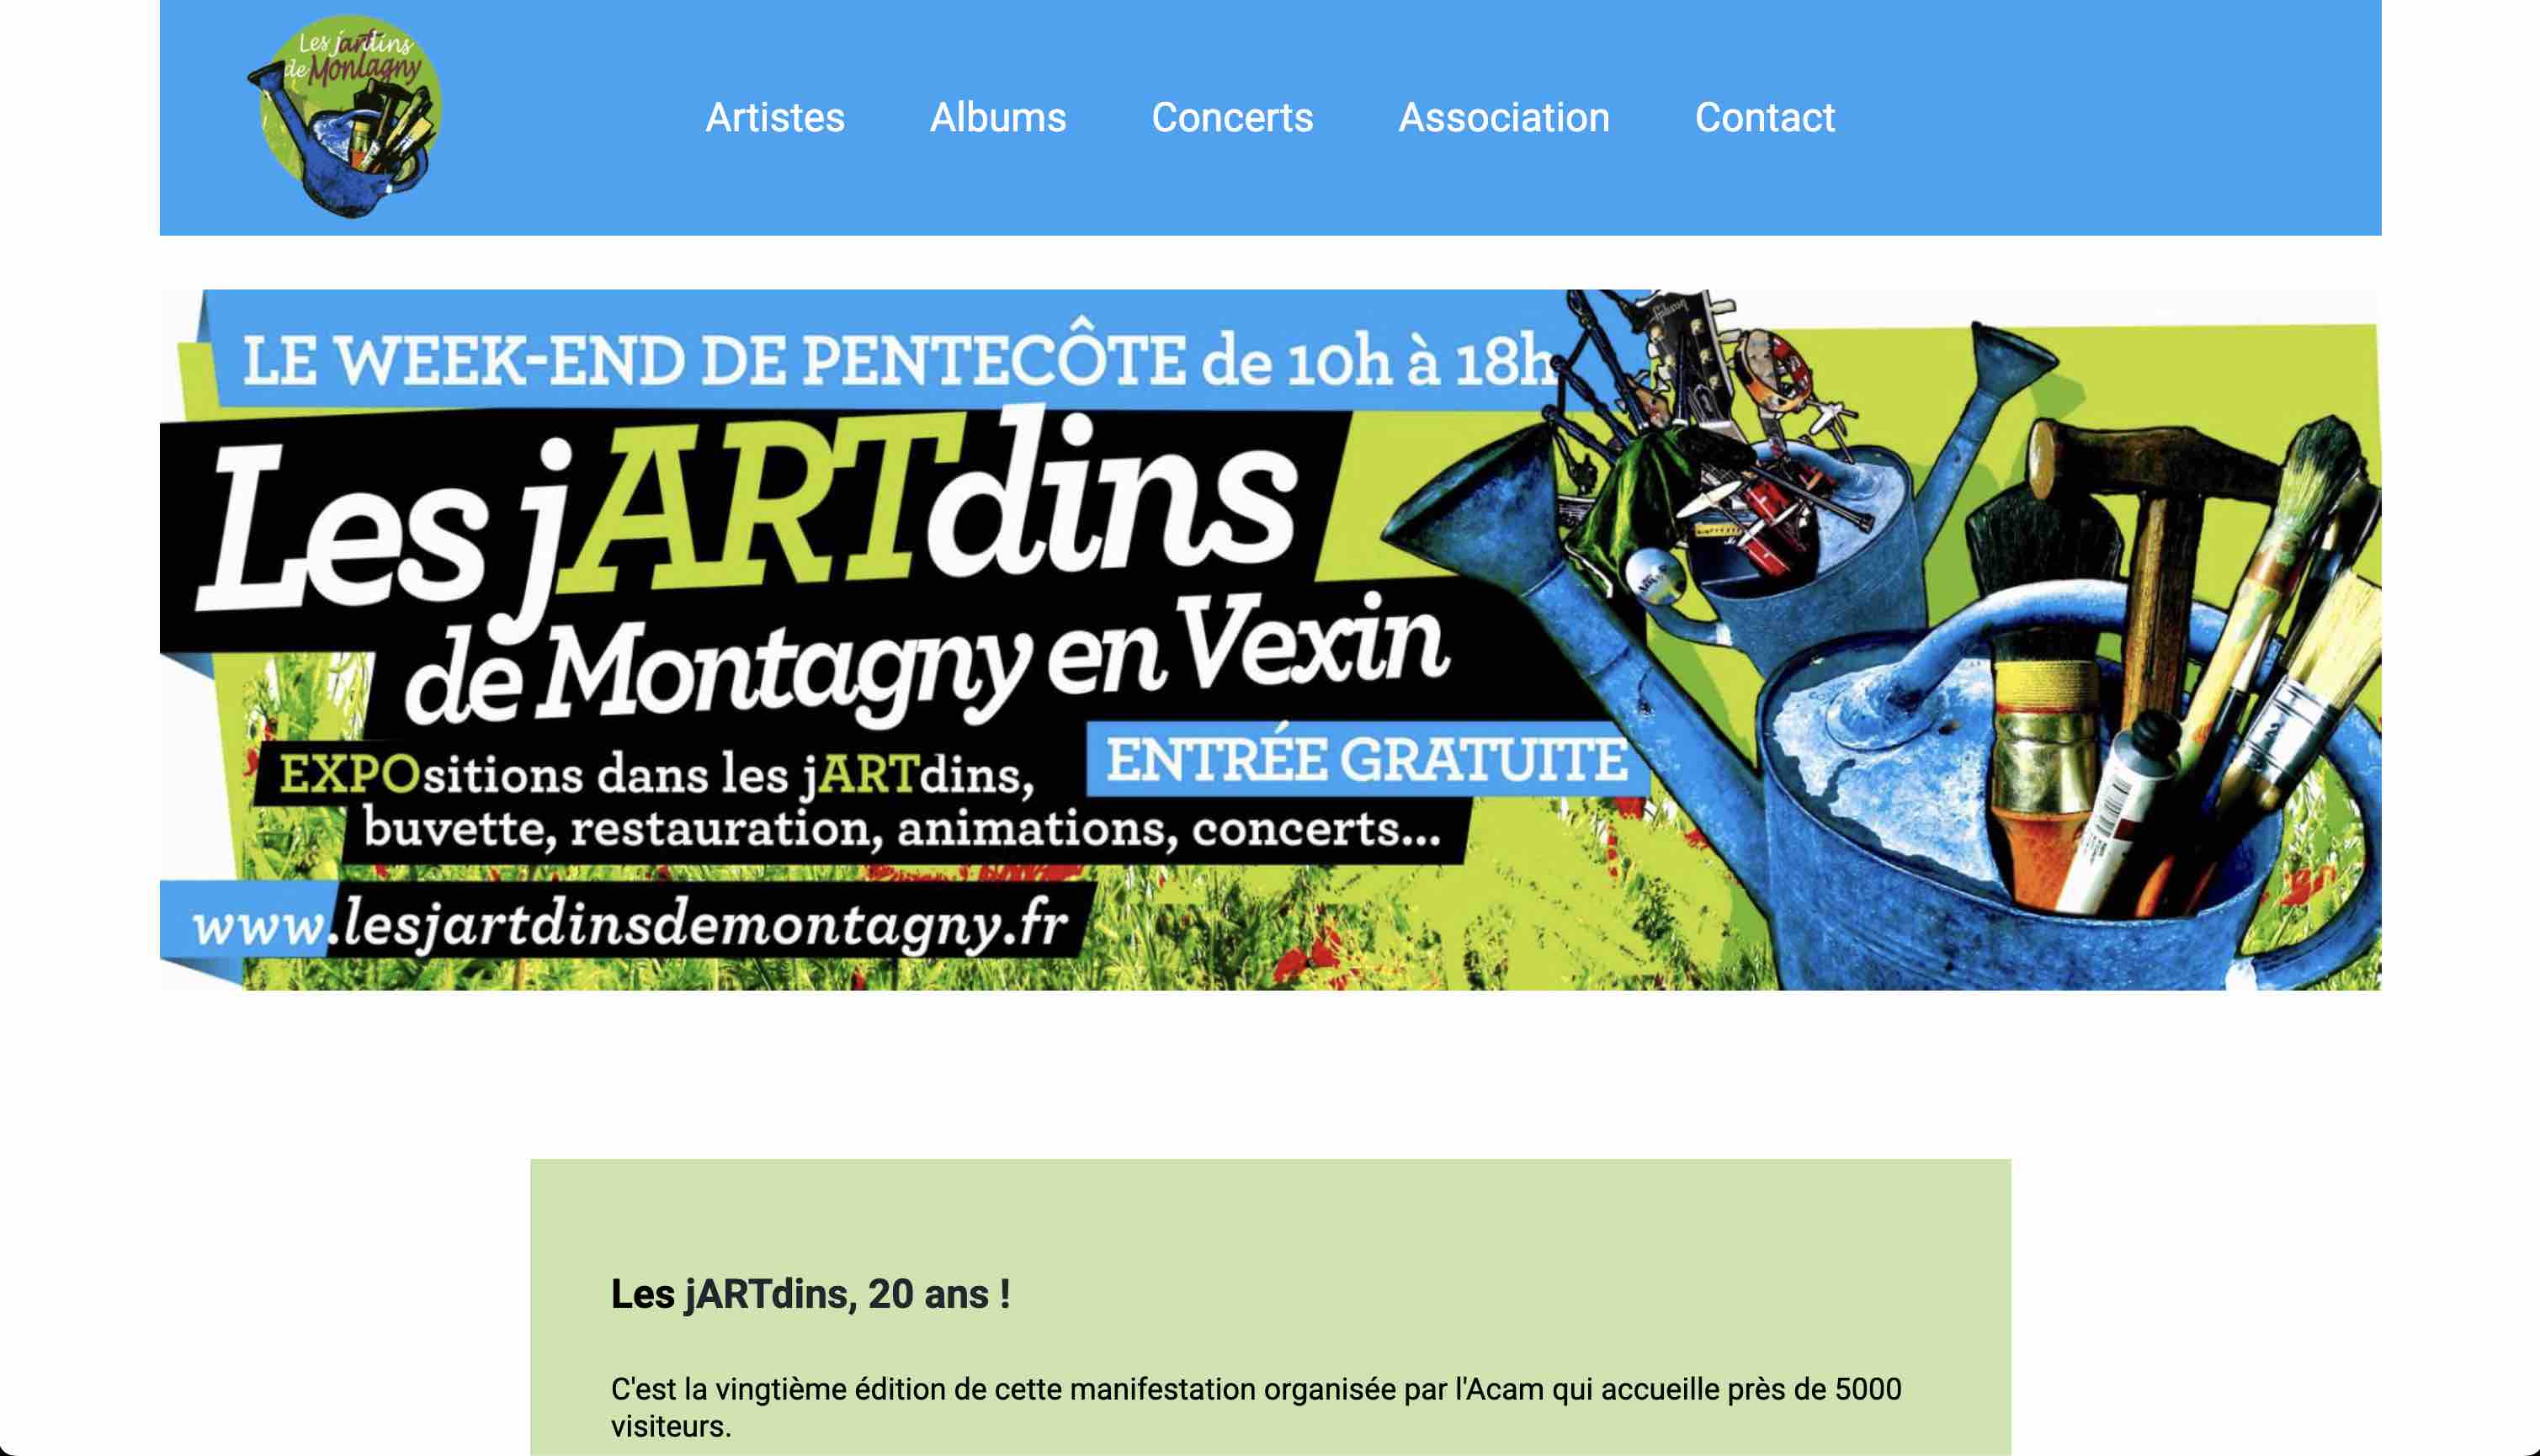 Les jartdins
de Montagny
Artistes Albums Concerts Association Contact
LE WEEK-END DE PENTECÔTE de 10h à 18h
Les jARTdins
de Montagny en Vexin
ENTRÉE GRATUITE
EXPOsitions dans les jARTdins,
buvette, restauration, animations, concerts...
www.lesjartdinsdemontagny.fr
Les jARTdins, 20 ans !
C'est la vingtième édition de cette manifestation organisée par l'Acam qui accueille près de 5000
visiteurs.